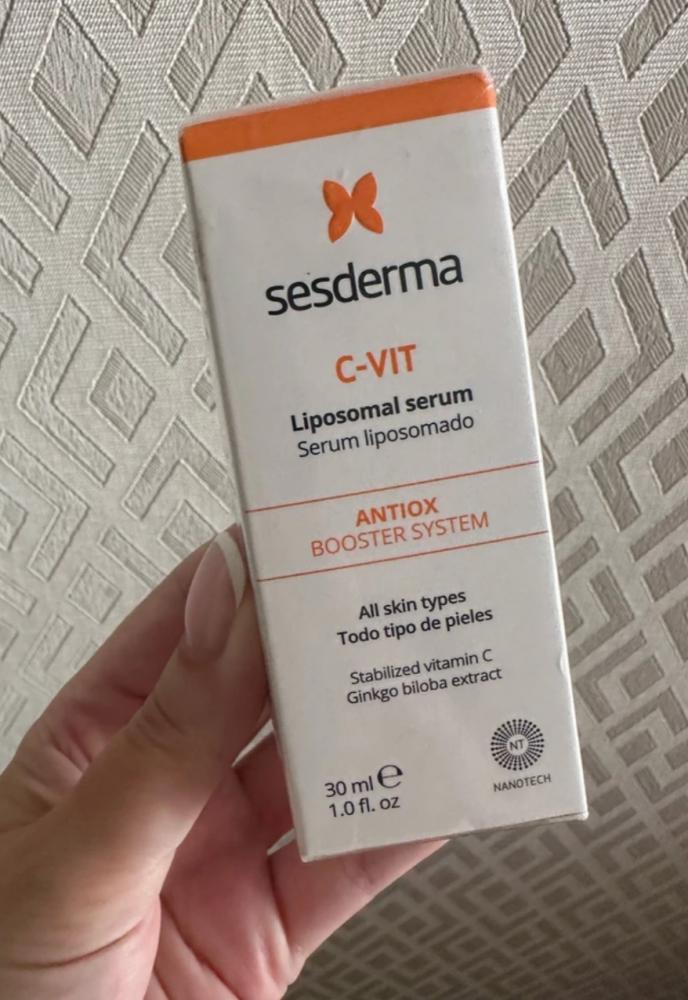 sesderma
C-VIT
Liposomal serum
Serum liposomado
ANTIOX
BOOSTER SYSTEM
All skin types
Todo tipo de pieles
Stabilized vitamin C
Ginkgo biloba extract
30 ml ℮
1.0 fl. oz
NT
NANOTECH